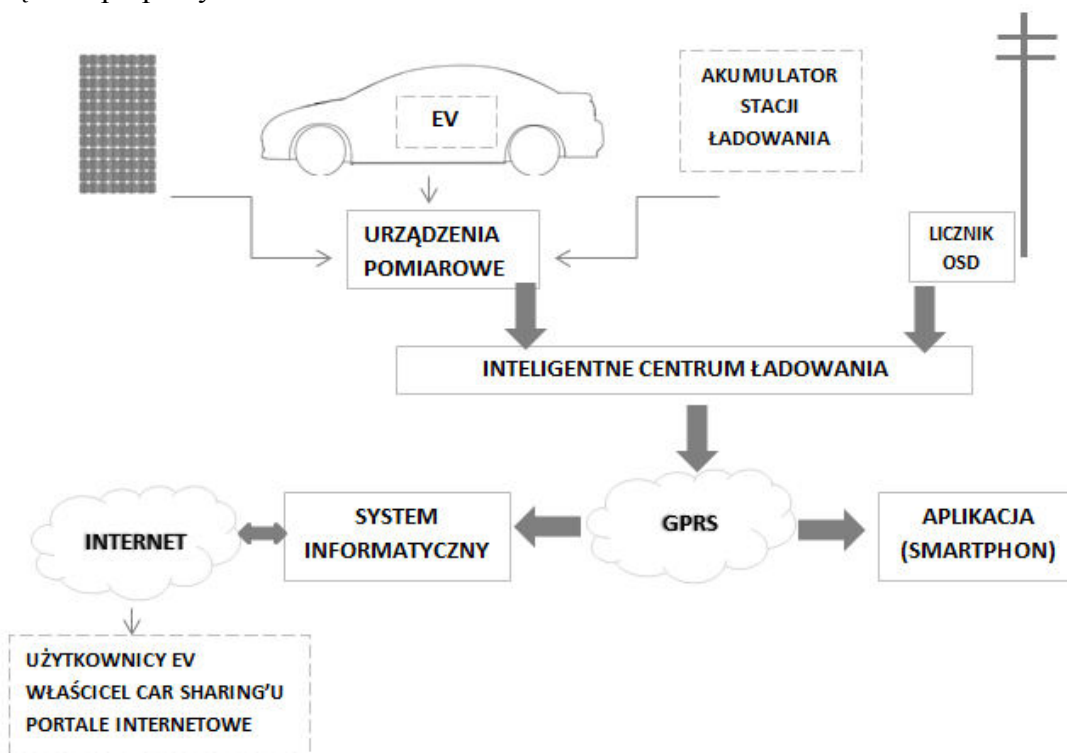 EV
AKUMULATOR
STACJI
ŁADOWANIA
URZĄDZENIA
POMIAROWE
LICZNIK
OSD
INTELIGENTNE CENTRUM ŁADOWANIA
GPRS
SYSTEM
INFORMATYCZNY
INTERNET
APLIKACJA
(SMARTPHON)
UŻYTKOWNICY EV
WŁAŚCICEL CAR SHARING'U
PORTALE INTERNETOWE